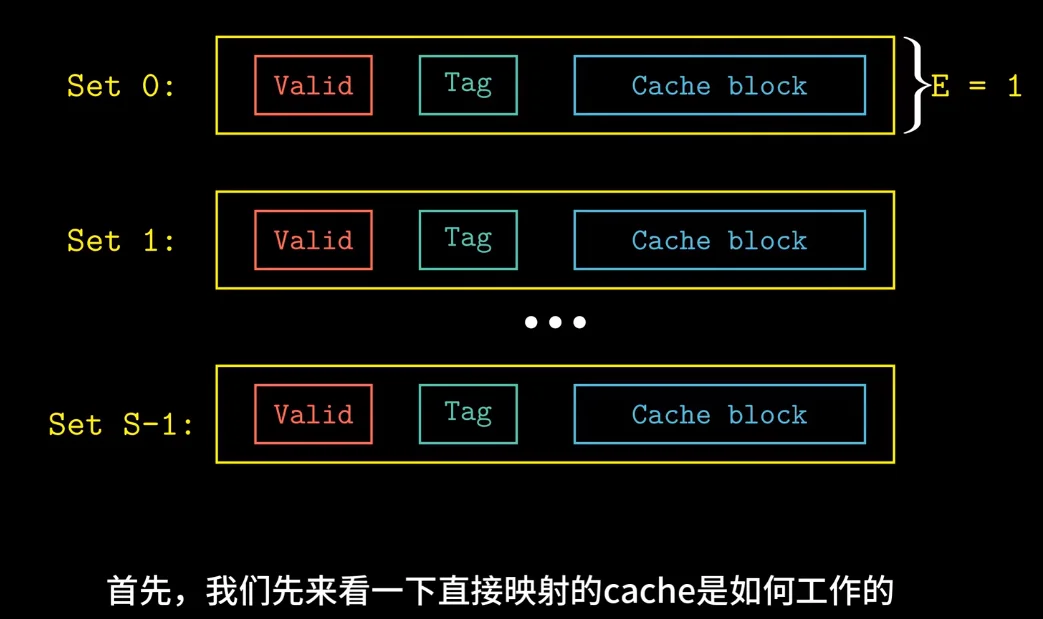 Set 0: Valid Tag Cache block E = 1
Set 1: Valid Tag Cache block
Set S-1: Valid Tag Cache block
首先，我们先来看一下直接映射的cache是如何工作的